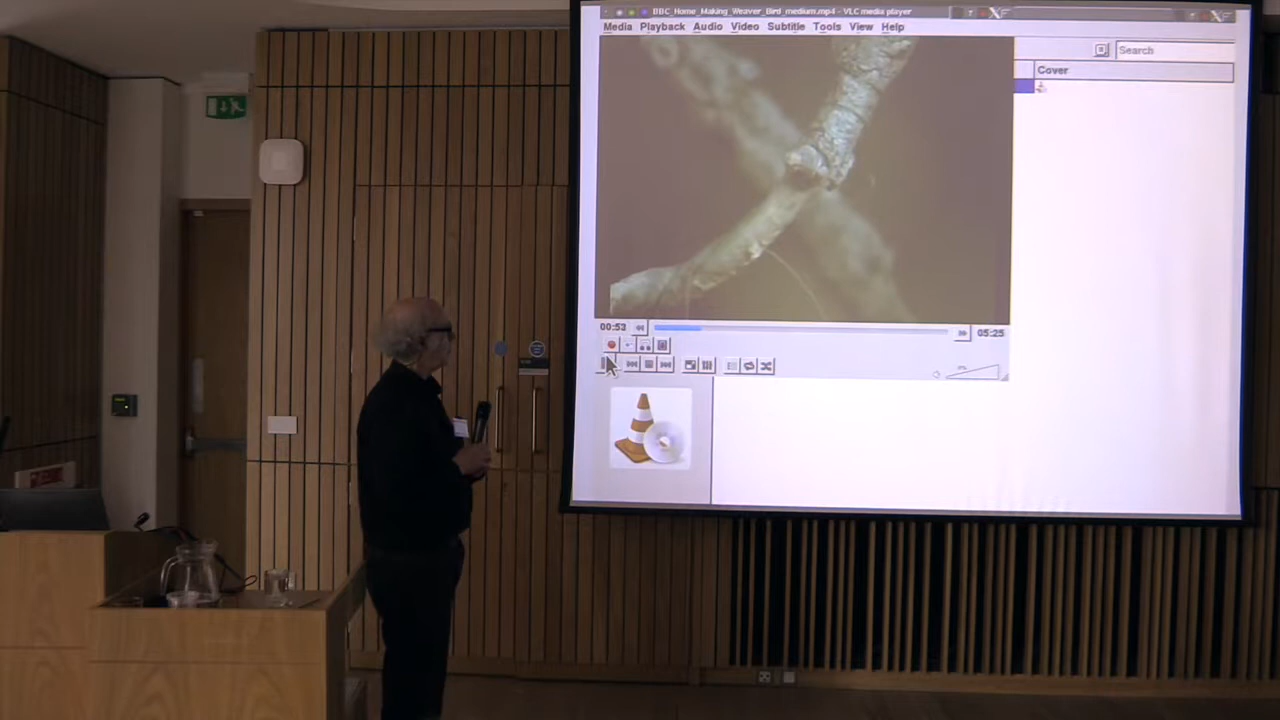 BBC_Home_Making_Weaver_Bird_medium.mp4 - VLC media player
Media Playback Audio Video Subtitle Tools View Help
Search
Cover
00:53
05:25